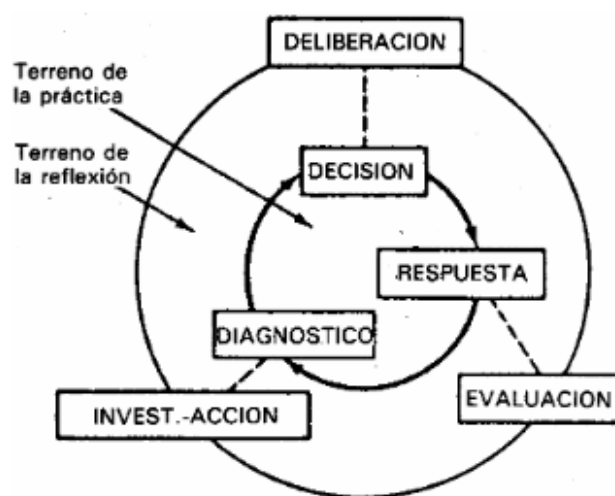 DELIBERACION
Terreno de
la práctica
Terreno de
la reflexión
DECISION
RESPUESTA
DIAGNOSTICO
EVALUACION
INVEST.-ACCION